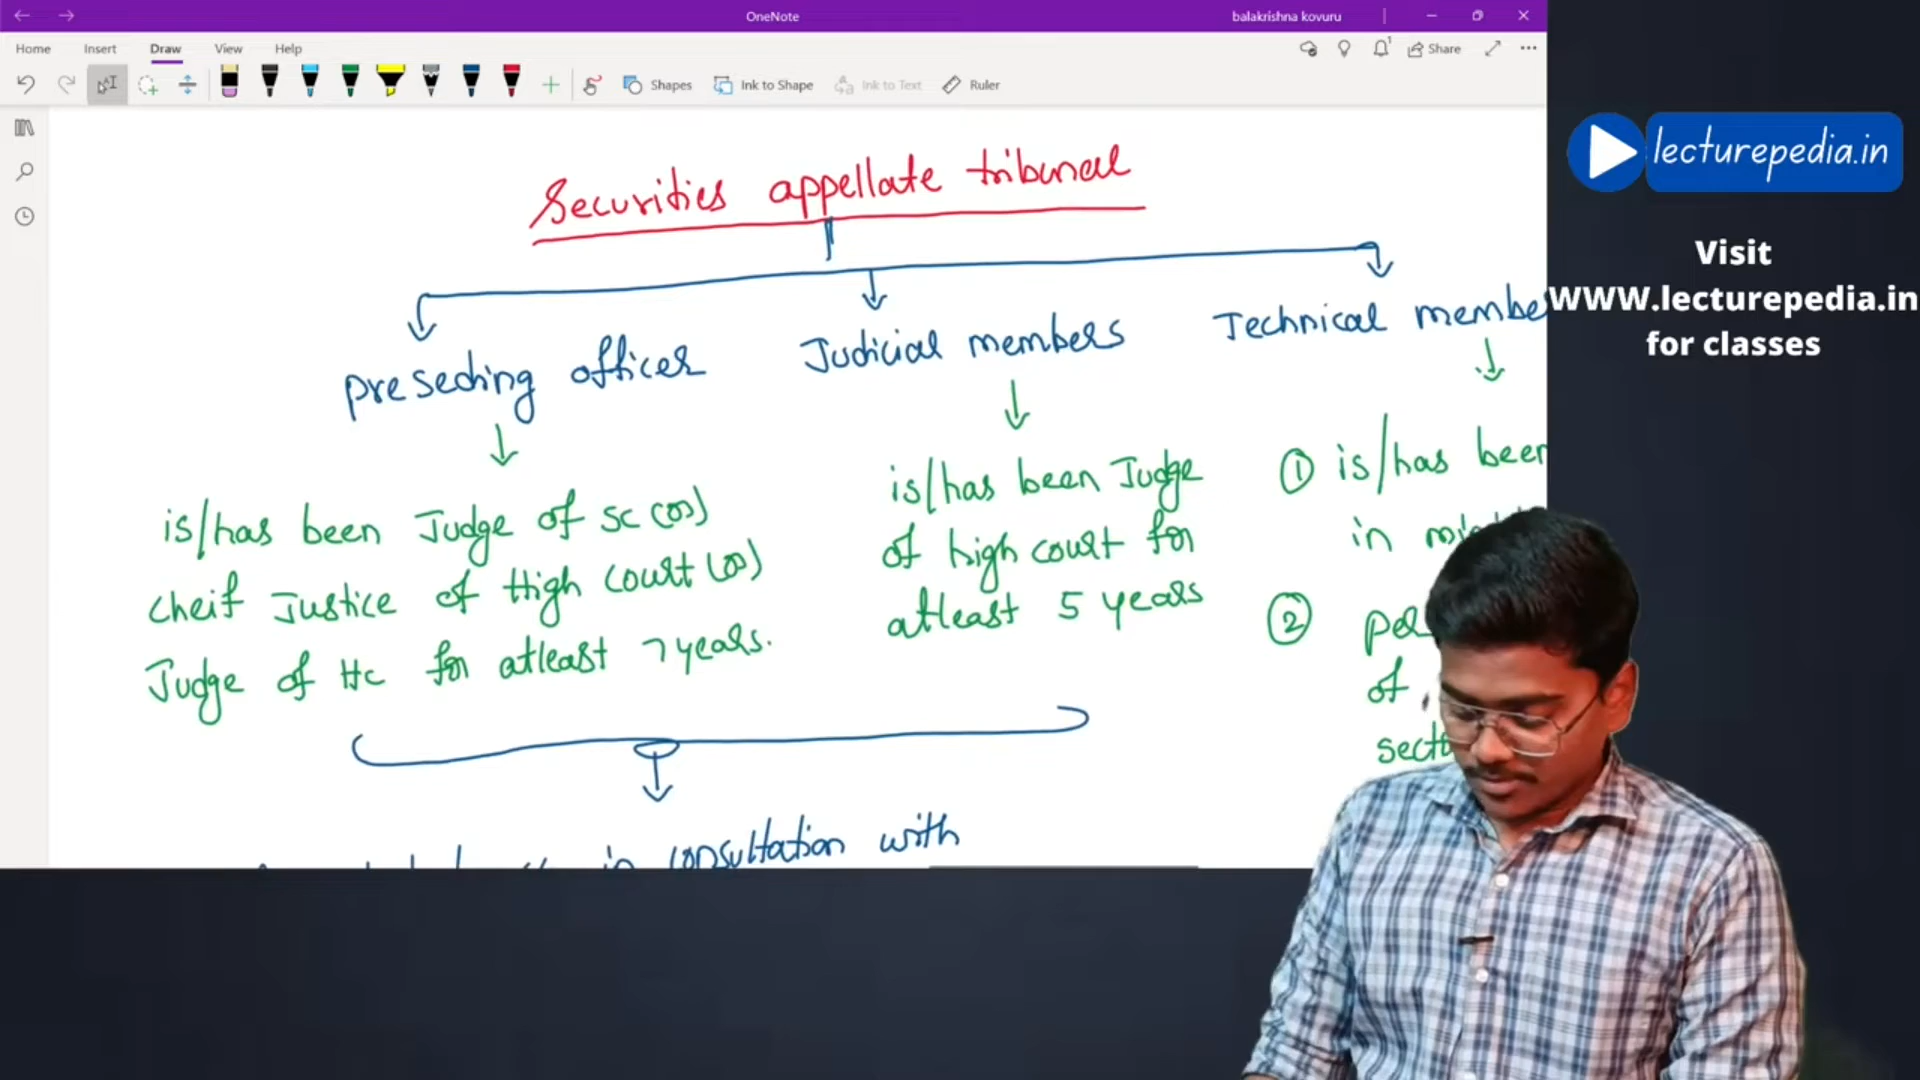 OneNote
balakrishna kovuru
Home Insert Draw View Help
1 Share
Shapes Ink to Shape Ink to Text Ruler
Securities appellate tribunal
preseding officer
Judicial members
Technical membe
is/has been Judge of SC (or)
cheif Justice of High court (or)
Judge of Hc for atleast 7 years.
is/has been Judge
of high court for
atleast 5 years
① is/has been
in
②
of
in consultation with
lecturepedia.in
Visit
WWW.lecturepedia.in
for classes